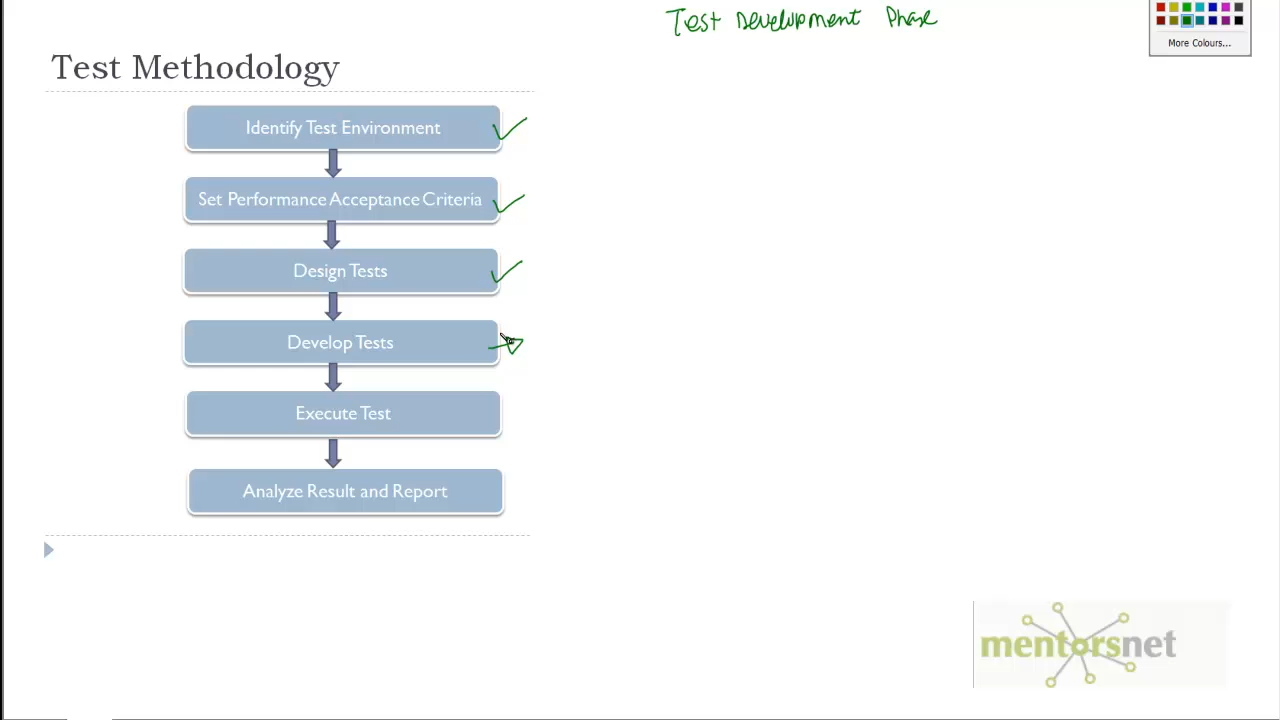 Test Development Phase
More Colours...
Test Methodology
Identify Test Environment
Set Performance Acceptance Criteria
Design Tests
Develop Tests
Execute Test
Analyze Result and Report
mentorsnet